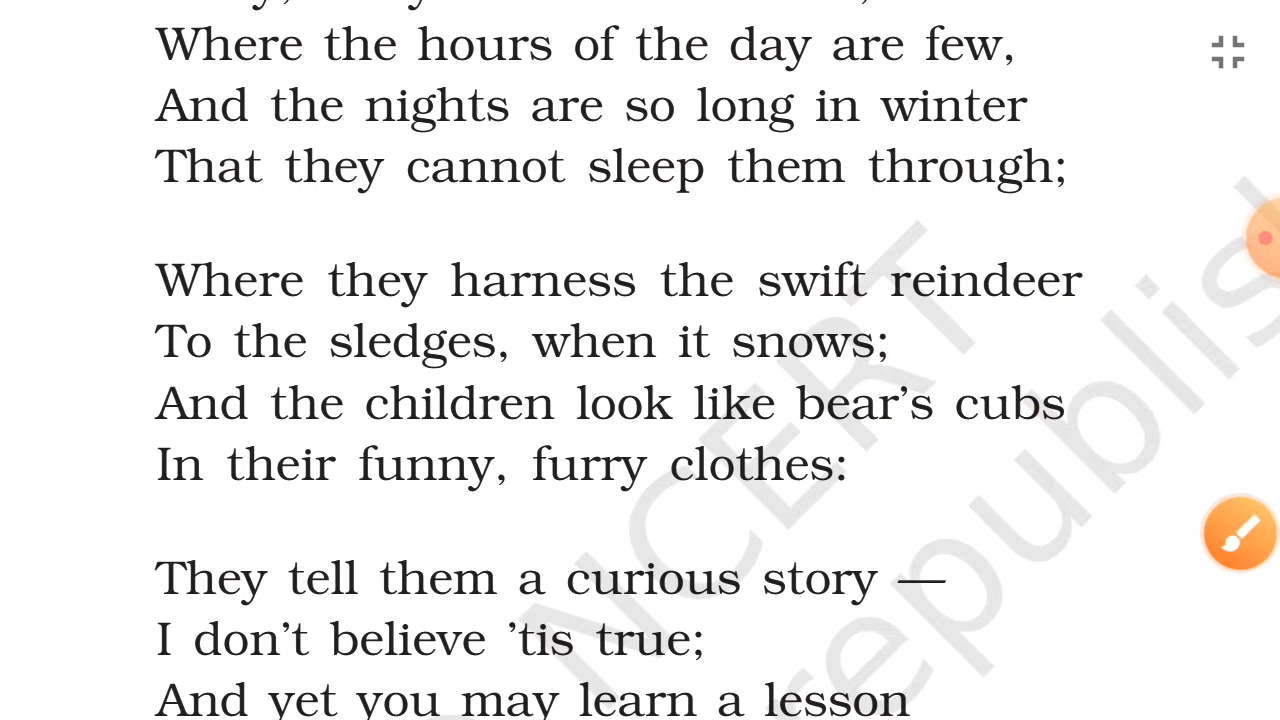 Where the hours of the day are few,
And the nights are so long in winter
That they cannot sleep them through;
Where they harness the swift reindeer
To the sledges, when it snows;
And the children look like bear’s cubs
In their funny, furry clothes:
They tell them a curious story —
I don’t believe ’tis true;
And yet you may learn a lesson
NCERT
republis